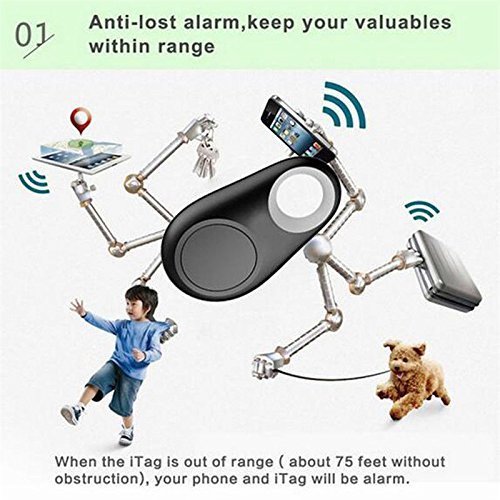 01
Anti-lost alarm,keep your valuables
within range
When the iTag is out of range ( about 75 feet without
obstruction), your phone and iTag will be alarm.